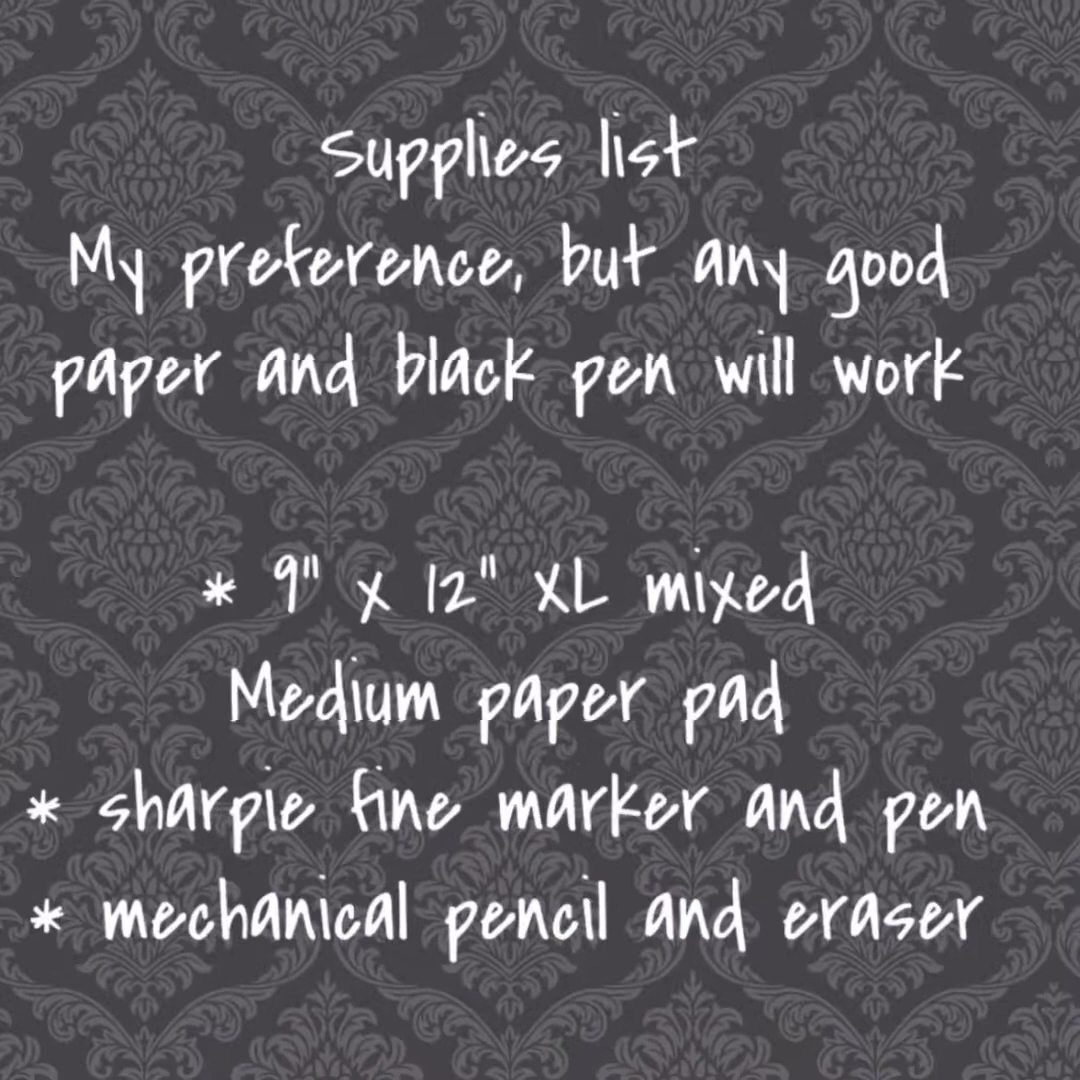 Supplies list
My preference, but any good
paper and black pen will work
* 9" x 12" XL mixed
Medium paper pad
* sharpie fine marker and pen
* mechanical pencil and eraser